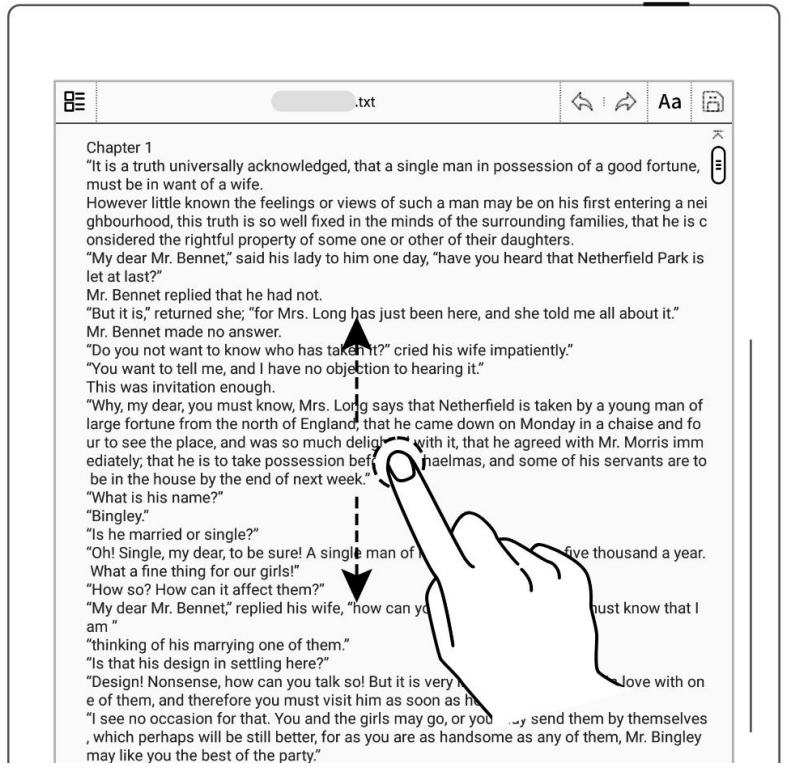 .txt
Aa
Chapter 1
“It is a truth universally acknowledged, that a single man in possession of a good fortune,
must be in want of a wife.
However little known the feelings or views of such a man may be on his first entering a nei
ghbourhood, this truth is so well fixed in the minds of the surrounding families, that he is c
onsidered the rightful property of some one or other of their daughters.
“My dear Mr. Bennet,” said his lady to him one day, “have you heard that Netherfield Park is
let at last?”
Mr. Bennet replied that he had not.
“But it is,” returned she; “for Mrs. Long has just been here, and she told me all about it.”
Mr. Bennet made no answer.
“Do you not want to know who has taken it?” cried his wife impatiently.”
“You want to tell me, and I have no objection to hearing it.”
This was invitation enough.
“Why, my dear, you must know, Mrs. Long says that Netherfield is taken by a young man of
large fortune from the north of England; that he came down on Monday in a chaise and fo
ur to see the place, and was so much with it, that he agreed with Mr. Morris imm
ediately; that he is to take possession and some of his servants are to
be in the house by the end of next week.”
“What is his name?”
“Bingley.”
“Is he married or single?”
“Oh! Single, my dear, to be sure! A single man of five thousand a year.
What a fine thing for our girls!”
“How so? How can it affect them?”
“My dear Mr. Bennet,” replied his wife, “how can must know that I
am ”
“thinking of his marrying one of them.”
“Is that his design in settling here?”
“Design! Nonsense, how can you talk so! But it is very love with on
e of them, and therefore you must visit him as soon as
“I see no occasion for that. You and the girls may go, or you send them by themselves
, which perhaps will be still better, for as you are as handsome as any of them, Mr. Bingley
may like you the best of the party.”